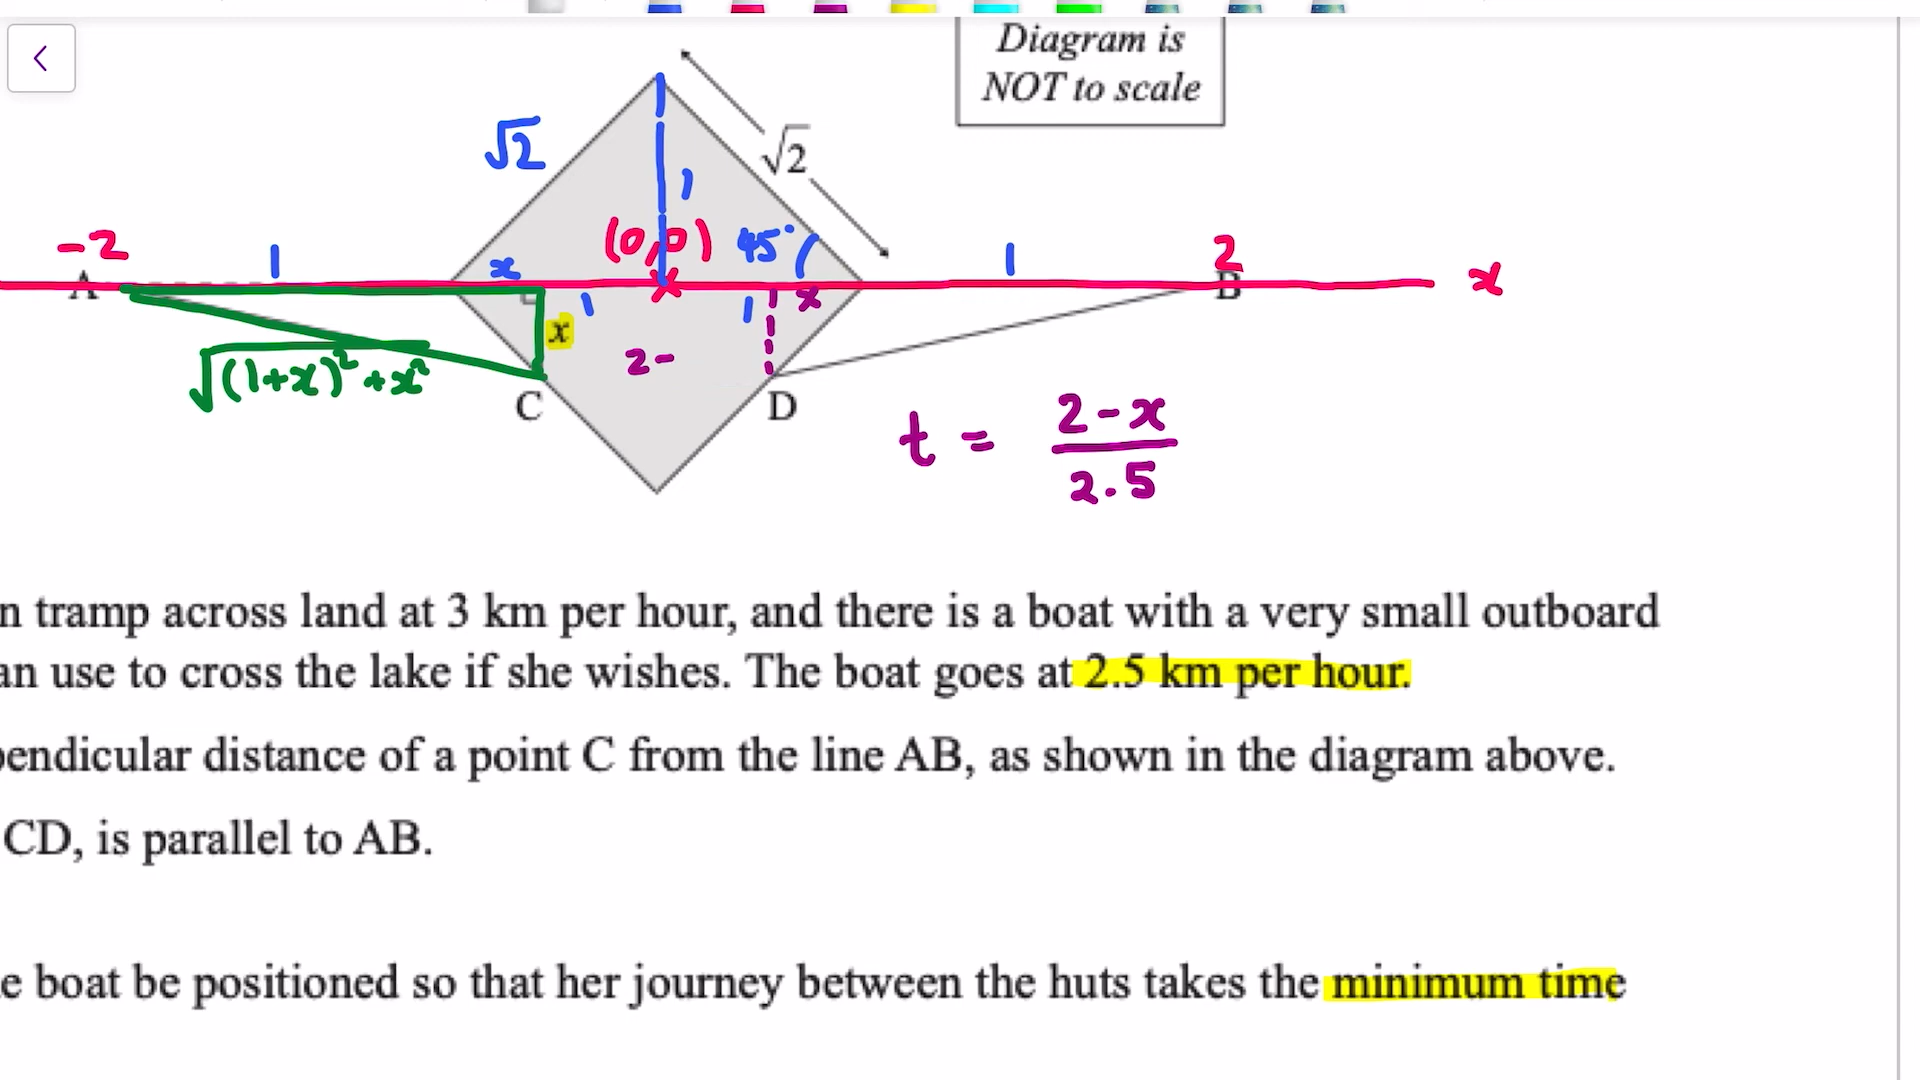 Diagram is
NOT to scale
√2
√2
1
(0,0)
45°
-2
1
x
1
2
A
B
x
1
1
x
x
2-
√(1+x)²+x²
C
D
t = 2-x
2.5
n tramp across land at 3 km per hour, and there is a boat with a very small outboard
an use to cross the lake if she wishes. The boat goes at 2.5 km per hour.
pendicular distance of a point C from the line AB, as shown in the diagram above.
CD, is parallel to AB.
e boat be positioned so that her journey between the huts takes the minimum time